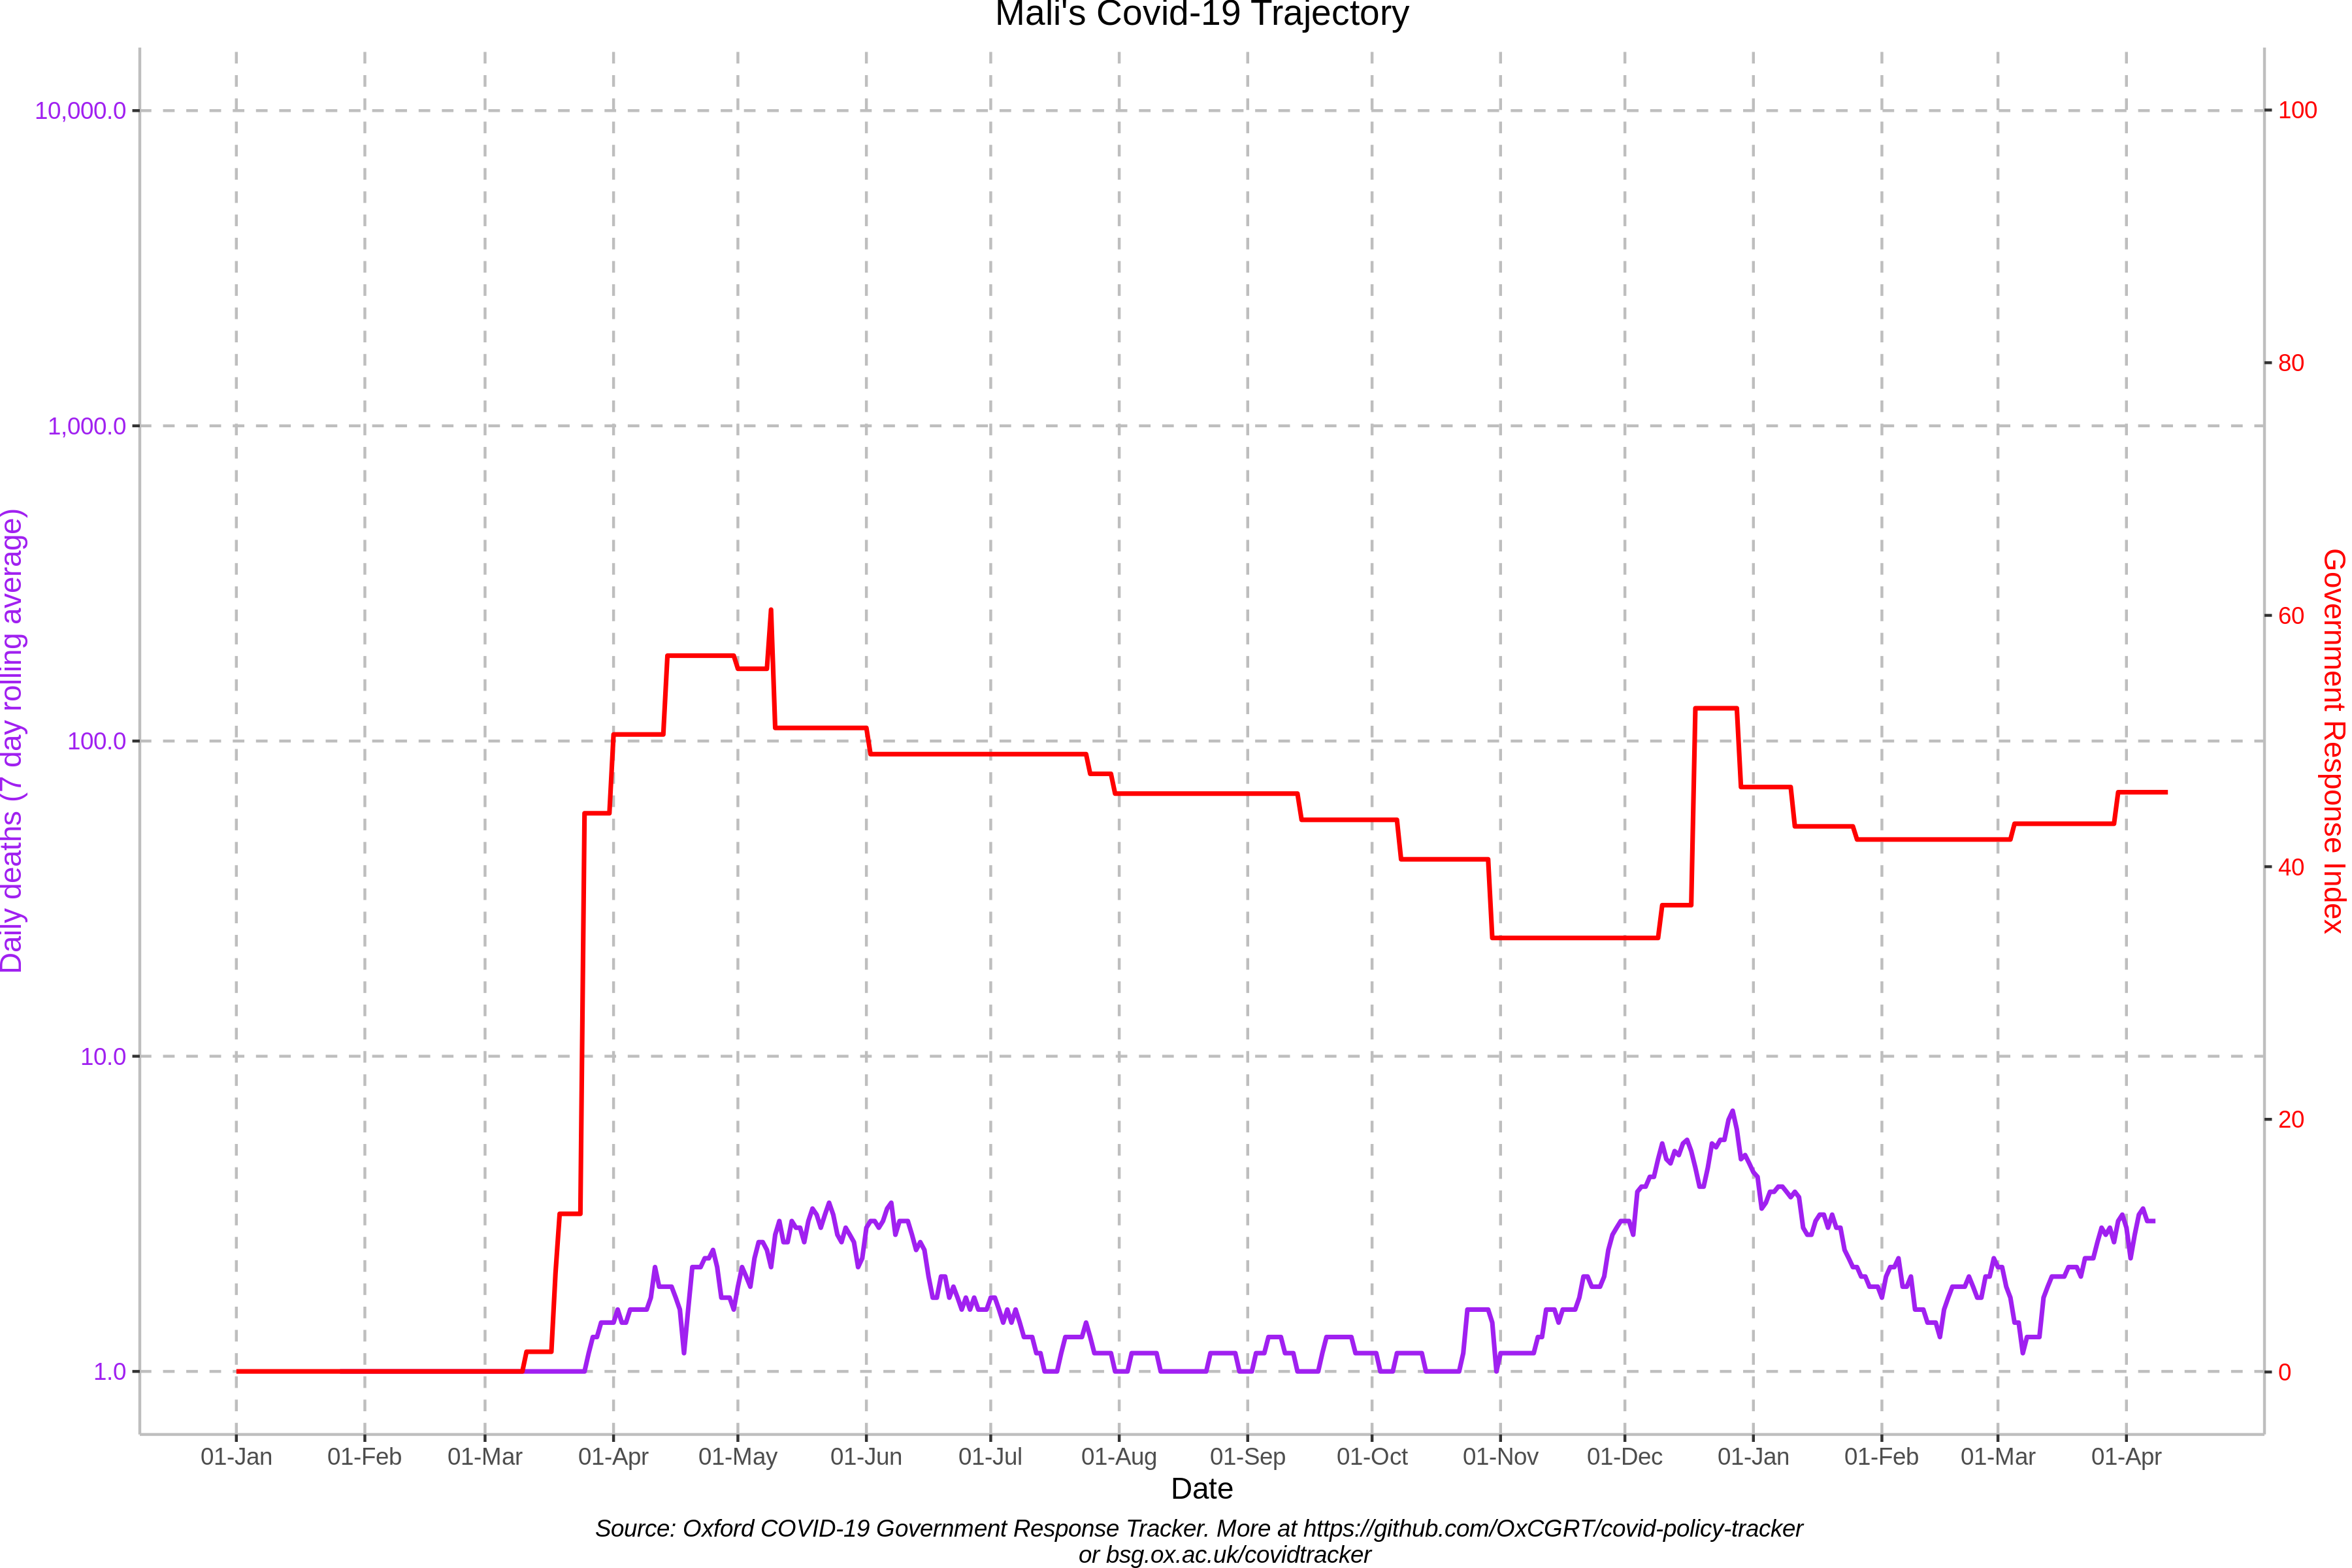 Mali's Covid-19 Trajectory
10,000.0
1,000.0
100.0
10.0
1.0
Daily deaths (7 day rolling average)
100
80
60
40
20
0
Government Response Index
01-Jan 01-Feb 01-Mar 01-Apr 01-May 01-Jun 01-Jul 01-Aug 01-Sep 01-Oct 01-Nov 01-Dec 01-Jan 01-Feb 01-Mar 01-Apr
Date
Source: Oxford COVID-19 Government Response Tracker. More at https://github.com/OxCGRT/covid-policy-tracker
or bsg.ox.ac.uk/covidtracker